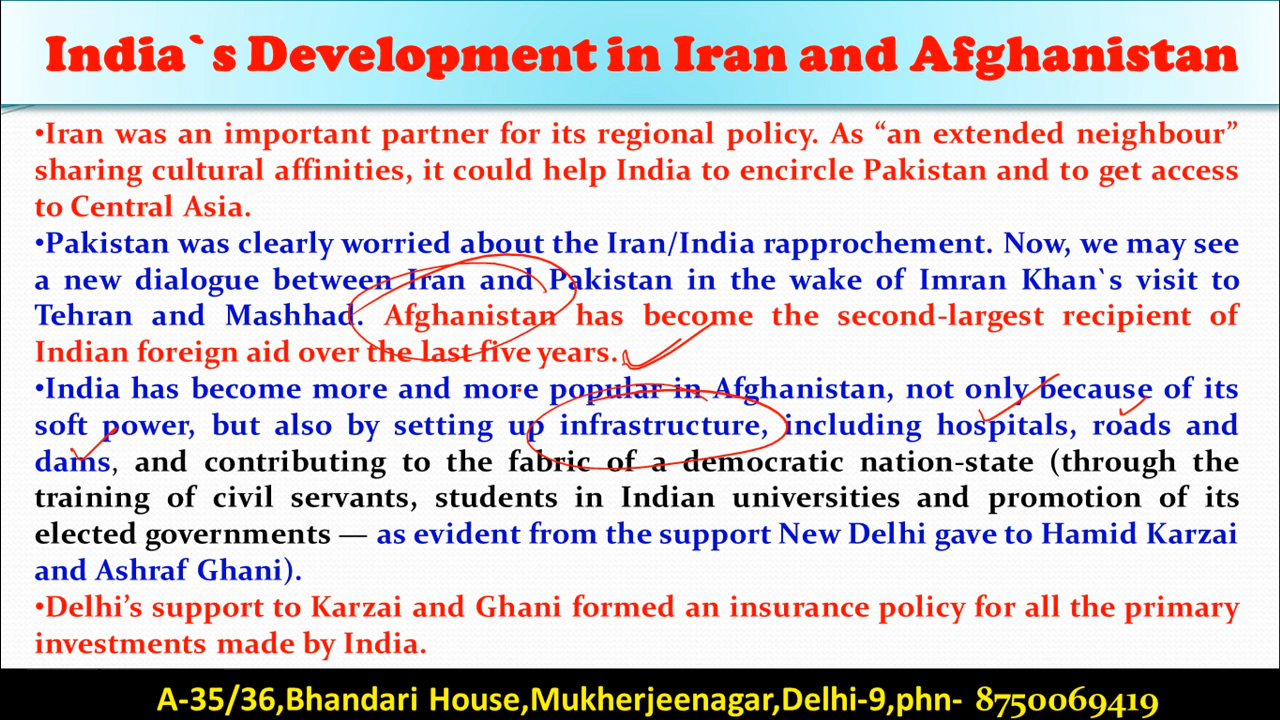 India`s Development in Iran and Afghanistan
•Iran was an important partner for its regional policy. As “an extended neighbour”
sharing cultural affinities, it could help India to encircle Pakistan and to get access
to Central Asia.
•Pakistan was clearly worried about the Iran/India rapprochement. Now, we may see
a new dialogue between Iran and Pakistan in the wake of Imran Khan`s visit to
Tehran and Mashhad. Afghanistan has become the second-largest recipient of
Indian foreign aid over the last five years.
•India has become more and more popular in Afghanistan, not only because of its
soft power, but also by setting up infrastructure, including hospitals, roads and
dams, and contributing to the fabric of a democratic nation-state (through the
training of civil servants, students in Indian universities and promotion of its
elected governments — as evident from the support New Delhi gave to Hamid Karzai
and Ashraf Ghani).
•Delhi’s support to Karzai and Ghani formed an insurance policy for all the primary
investments made by India.
A-35/36,Bhandari House,Mukherjeenagar,Delhi-9,phn- 8750069419